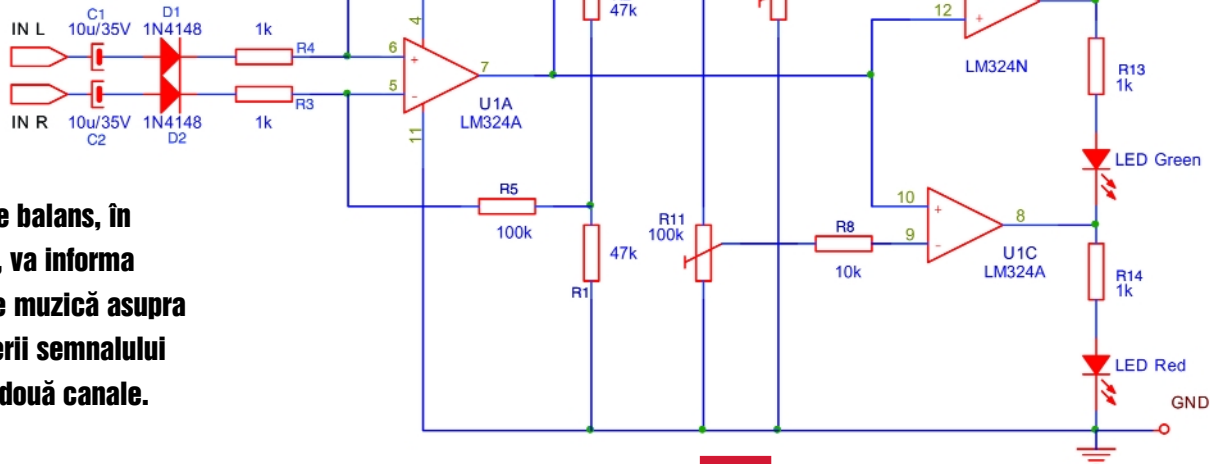 47k
12
+
LM324N
C1
D1
IN L
10u/35V
1N4148
1k
R4
6
+
4
7
5
-
U1A
LM324A
11
R3
IN R
10u/35V
1N4148
1k
C2
D2
R13
1k
LED Green
R5
100k
R11
100k
R8
10k
10
+
9
-
8
U1C
LM324A
47k
R1
R14
1k
LED Red
GND
e balans, în
, va informa
e muzică asupra
erii semnalului
două canale.